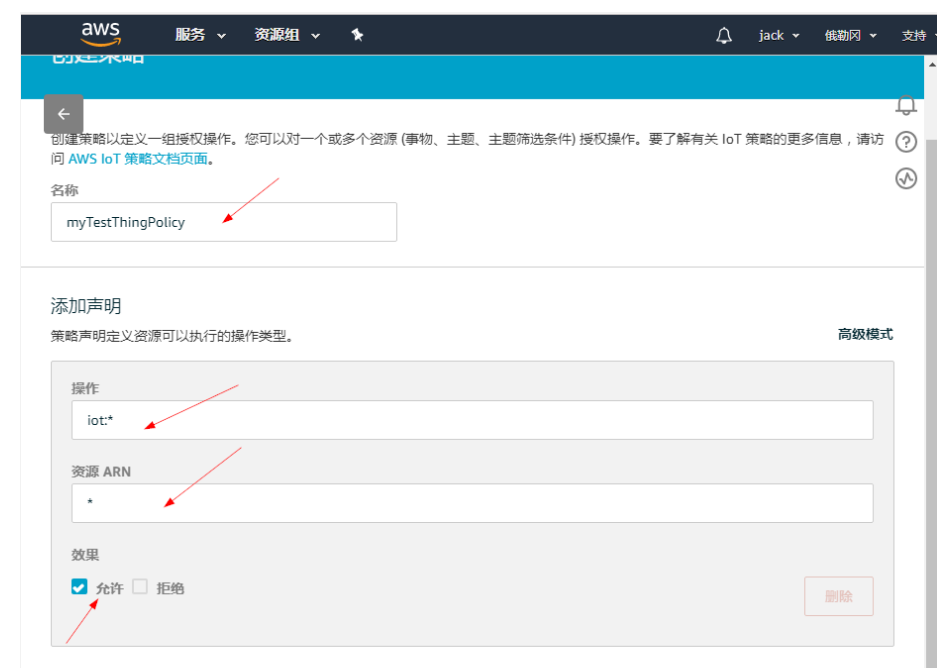 aws 服务 资源组 jack 俄勒冈 支持
创建策略
创建策略以定义一组授权操作。您可以对一个或多个资源 (事物、主题、主题筛选条件) 授权操作。要了解有关 IoT 策略的更多信息，请访
问 AWS IoT 策略文档页面。
名称
myTestThingPolicy
添加声明
策略声明定义资源可以执行的操作类型。
高级模式
操作
iot:*
资源 ARN
*
效果
允许 拒绝
删除